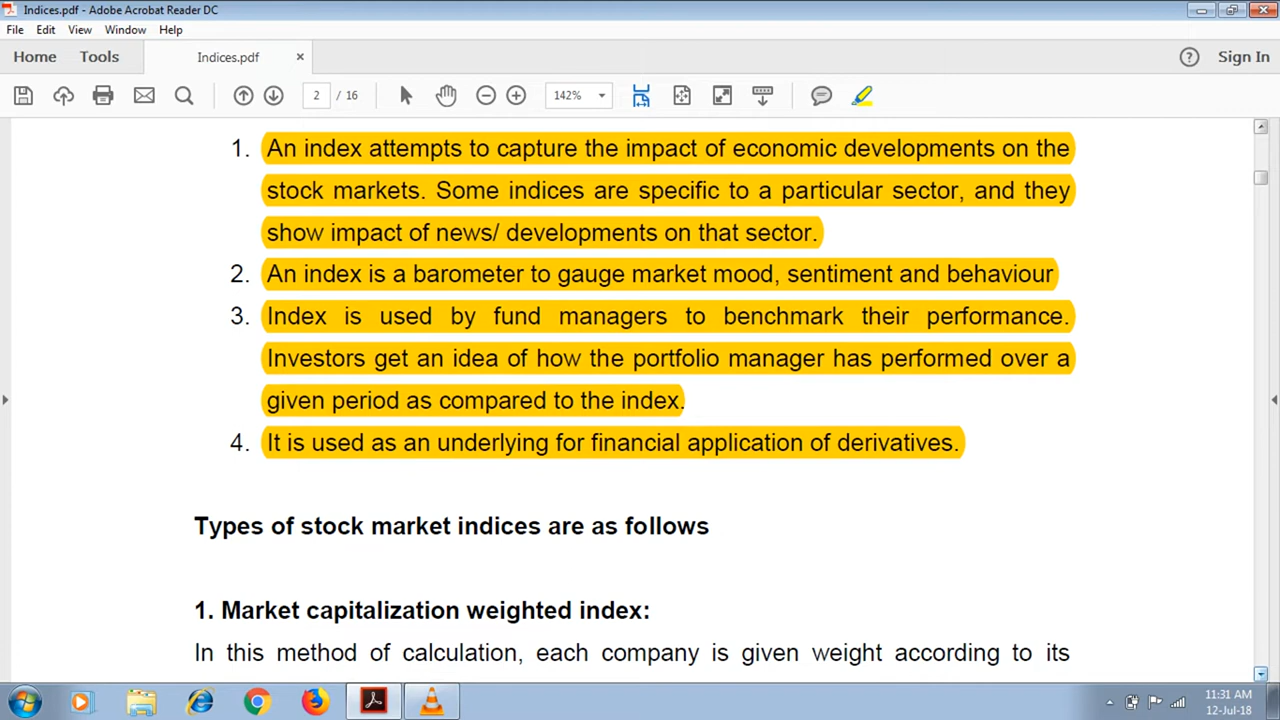 Indices.pdf - Adobe Acrobat Reader DC
File Edit View Window Help
Home Tools Indices.pdf × ? Sign In
2 / 16 142%
1. An index attempts to capture the impact of economic developments on the
stock markets. Some indices are specific to a particular sector, and they
show impact of news/ developments on that sector.
2. An index is a barometer to gauge market mood, sentiment and behaviour
3. Index is used by fund managers to benchmark their performance.
Investors get an idea of how the portfolio manager has performed over a
given period as compared to the index.
4. It is used as an underlying for financial application of derivatives.
Types of stock market indices are as follows
1. Market capitalization weighted index:
In this method of calculation, each company is given weight according to its
11:31 AM
12-Jul-18